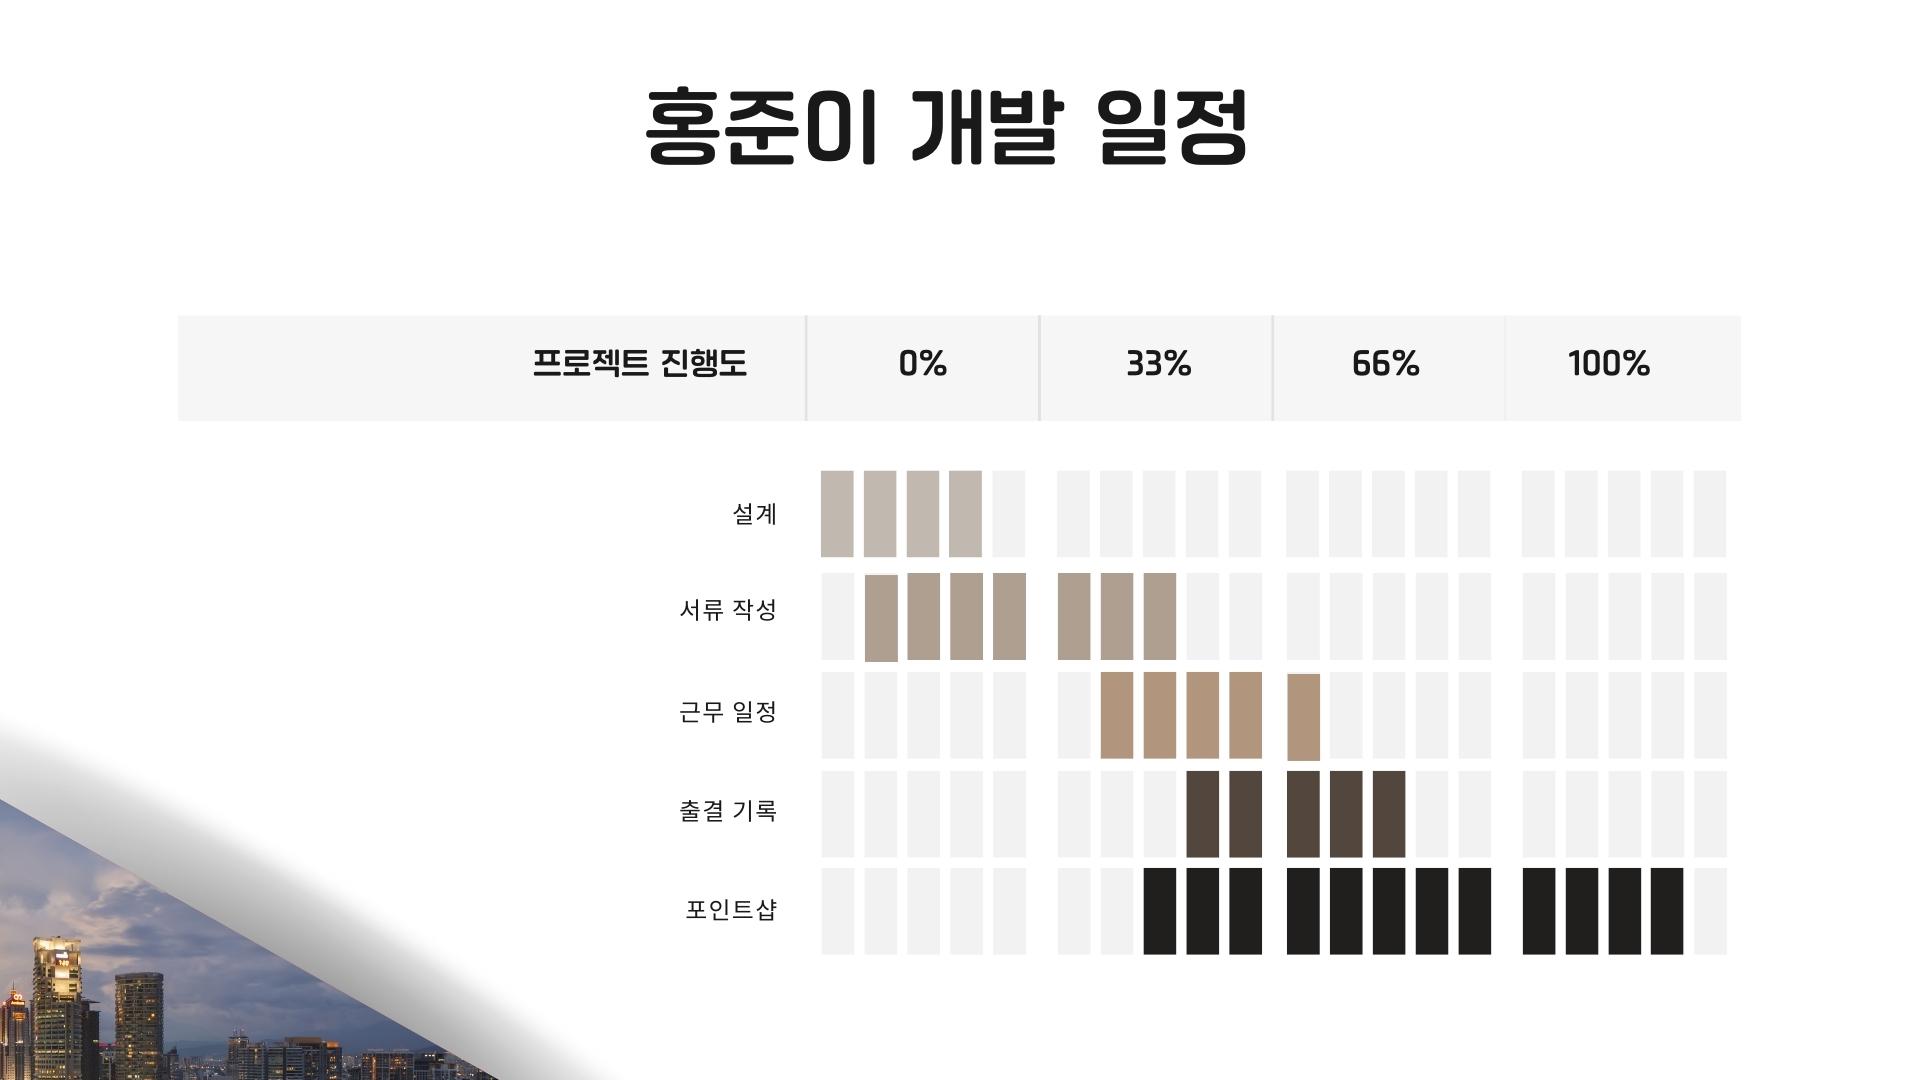 홍준이 개발 일정
프로젝트 진행도 0% 33% 66% 100%
설계
서류 작성
근무 일정
출결 기록
포인트샵